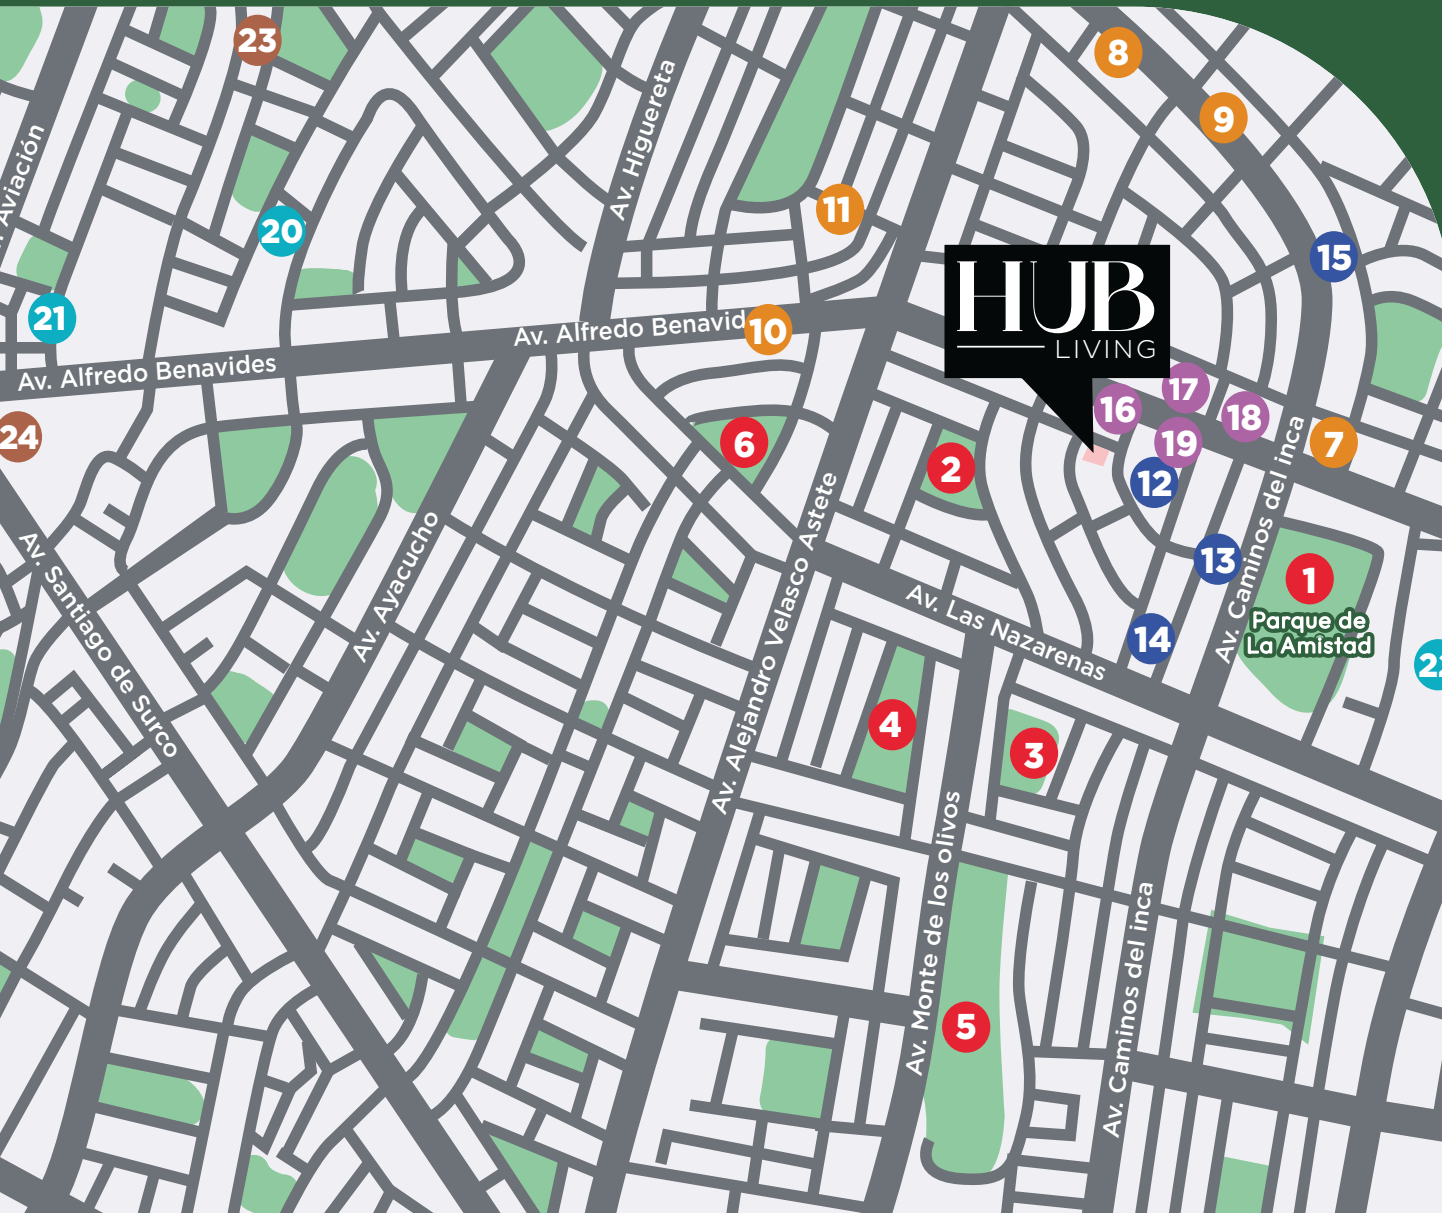 23
8
9
Av. Higuereta
Aviación
11
20
15
HUB
LIVING
21
Av. Alfredo Benavid
10
Av. Alfredo Benavides
17
16
18
24
6
19
7
2
12
Av. Caminos del inca
Av. Santiago de Surco
Av. Ayacucho
Av. Alejandro Velasco Astete
13
1
Parque de
La Amistad
Av. Las Nazarenas
14
4
3
Av. Monte de los olivos
Av. Caminos del inca
5